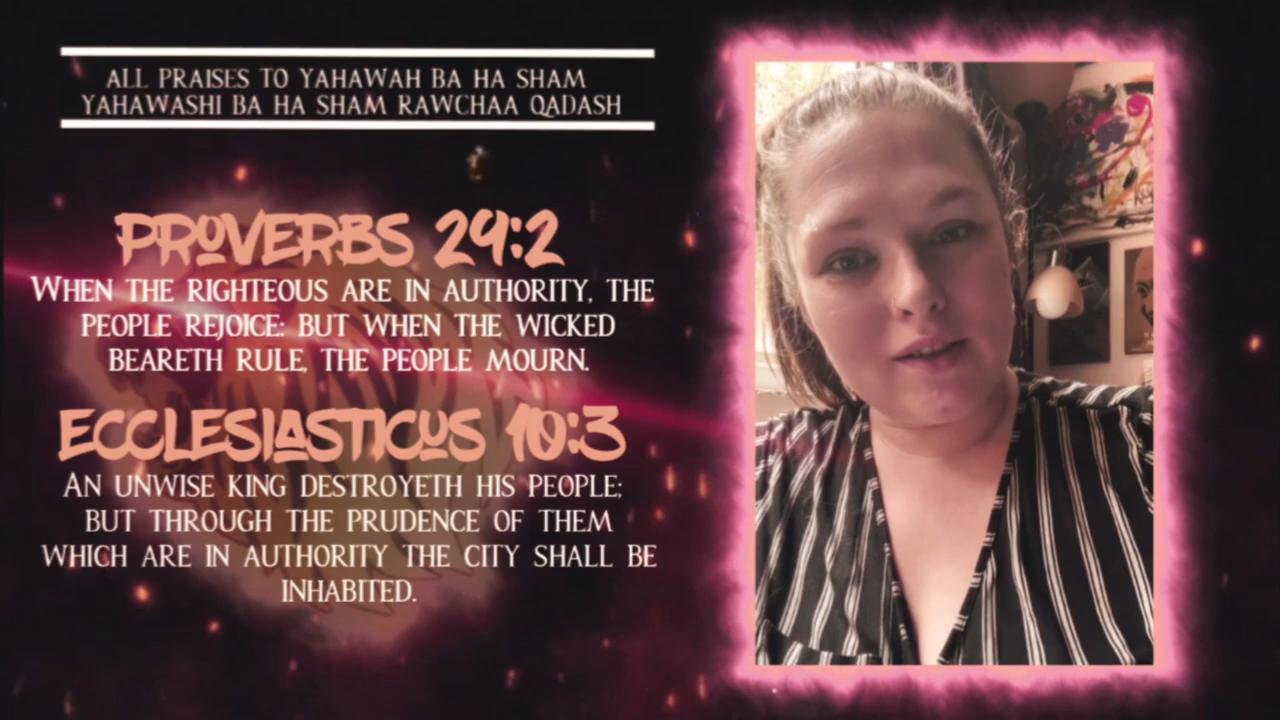 ALL PRAISES TO YAHAWAH BA HA SHAM
YAHAWASHI BA HA SHAM RAWCHAA QADASH
PROVERBS 29:2
WHEN THE RIGHTEOUS ARE IN AUTHORITY, THE
PEOPLE REJOICE: BUT WHEN THE WICKED
BEARETH RULE, THE PEOPLE MOURN.
ECCLESIASTICUS 10:3
AN UNWISE KING DESTROYETH HIS PEOPLE;
BUT THROUGH THE PRUDENCE OF THEM
WHICH ARE IN AUTHORITY THE CITY SHALL BE
INHABITED.